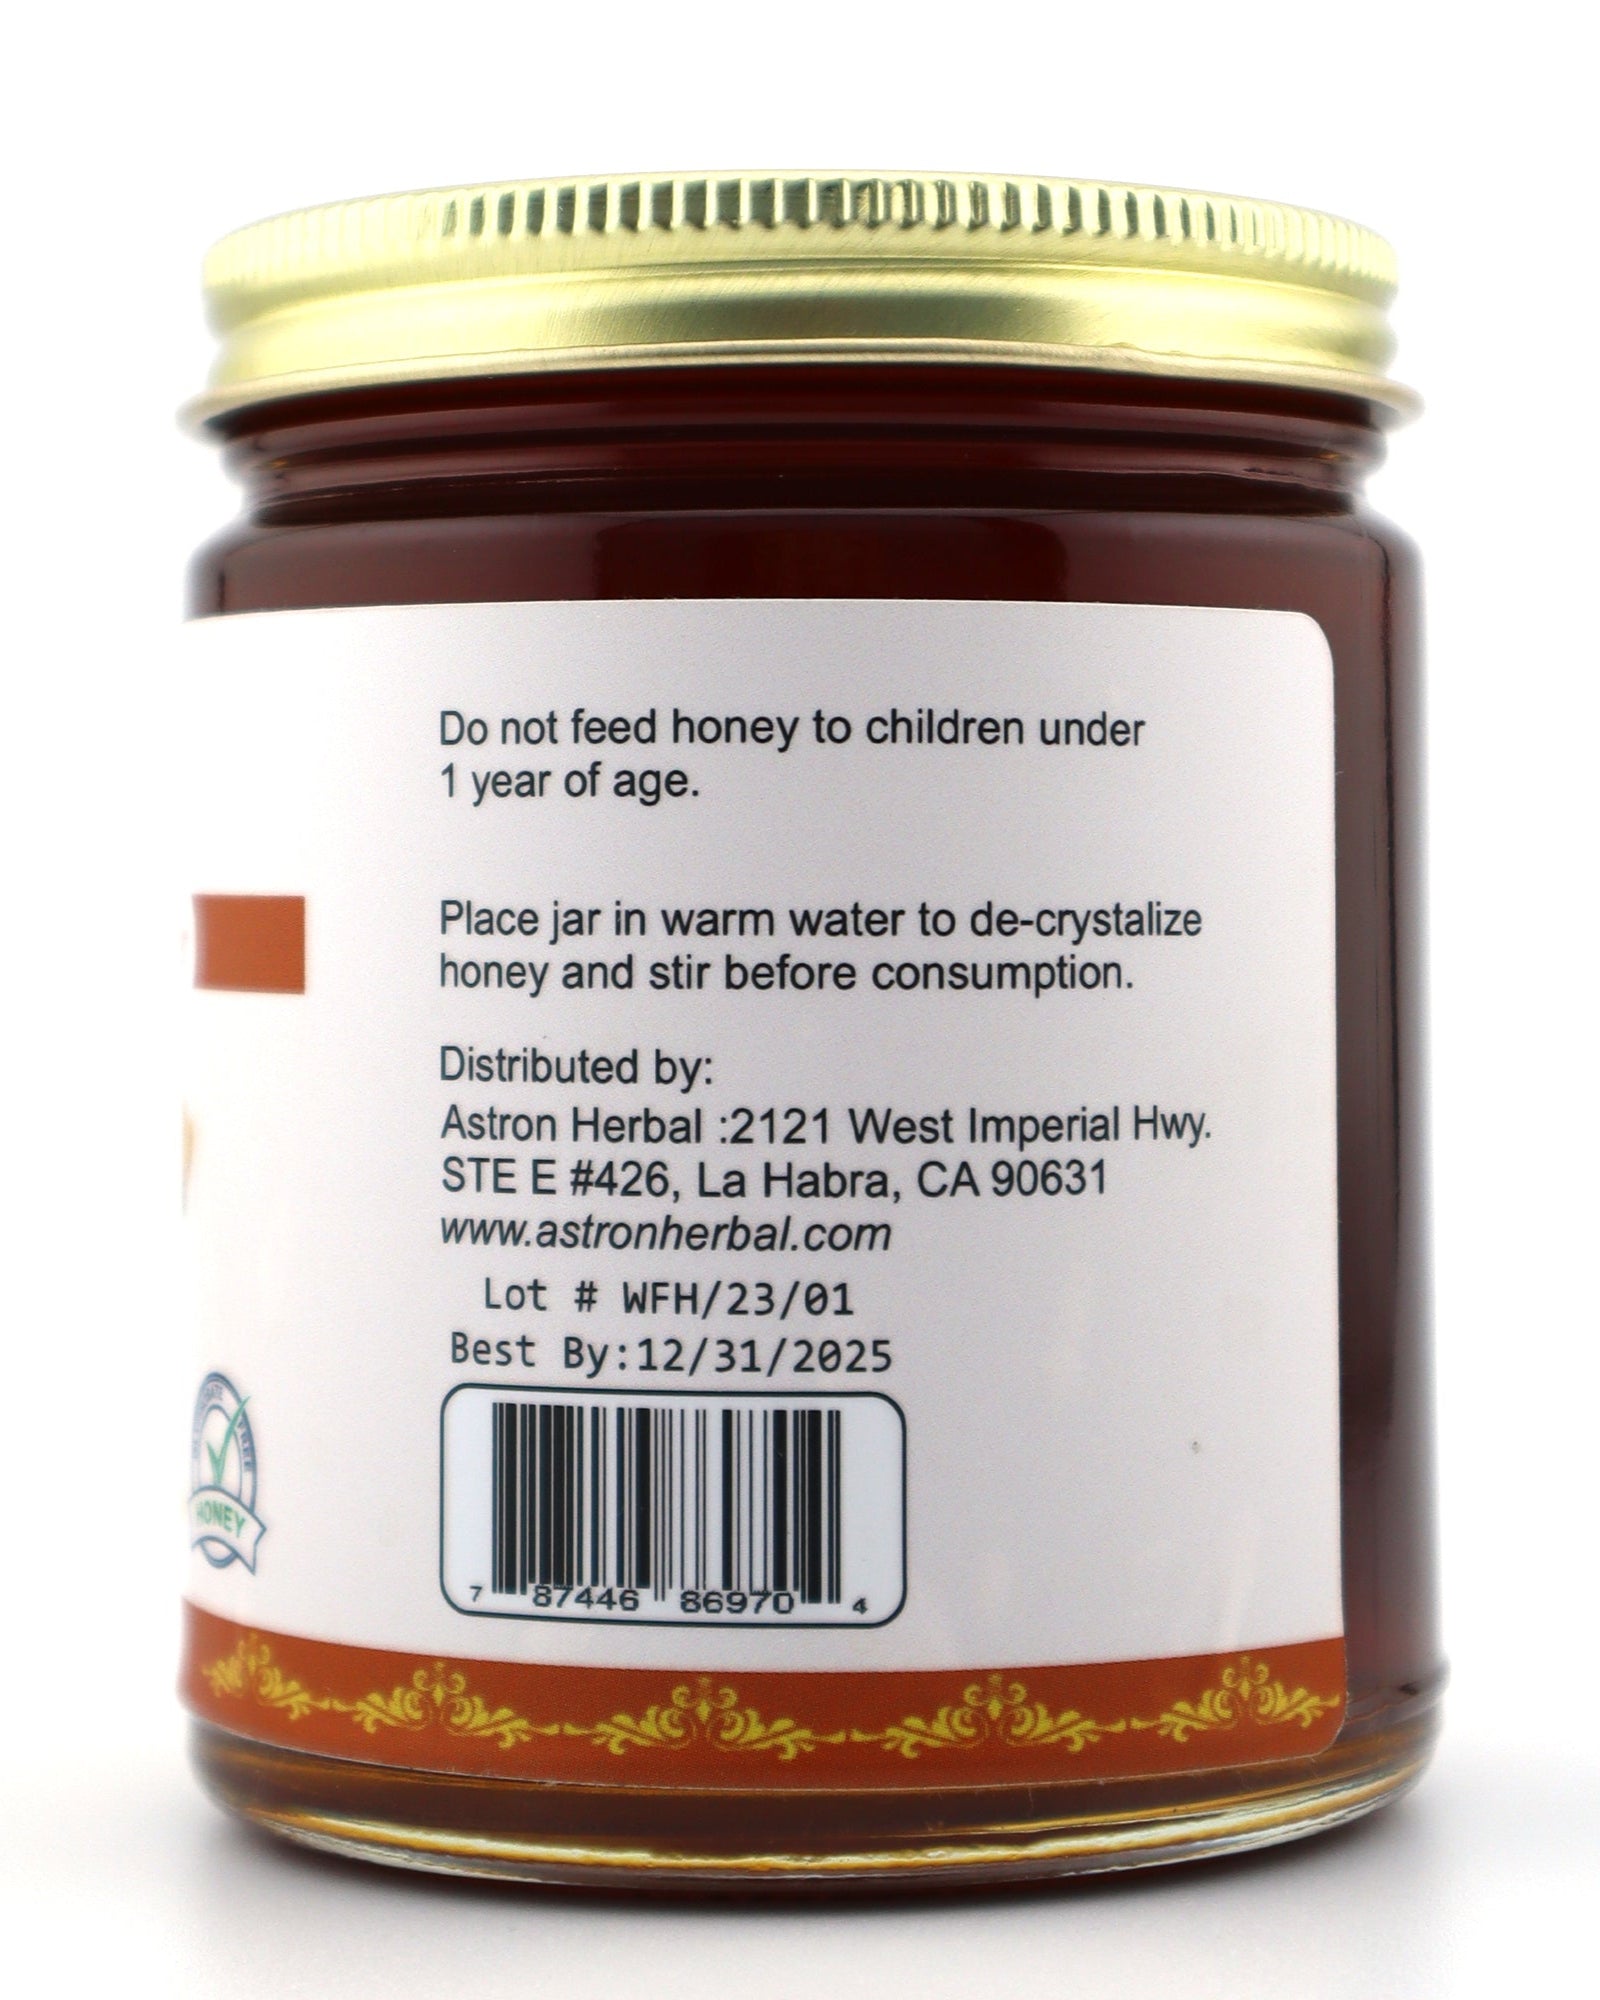 Do not feed honey to children under
1 year of age.
Place jar in warm water to de-crystalize
honey and stir before consumption.
Distributed by:
Astron Herbal :2121 West Imperial Hwy.
STE E #426, La Habra, CA 90631
www.astronherbal.com
Lot # WFH/23/01
Best By:12/31/2025
FREE
HONEY
7 87446 86970 4